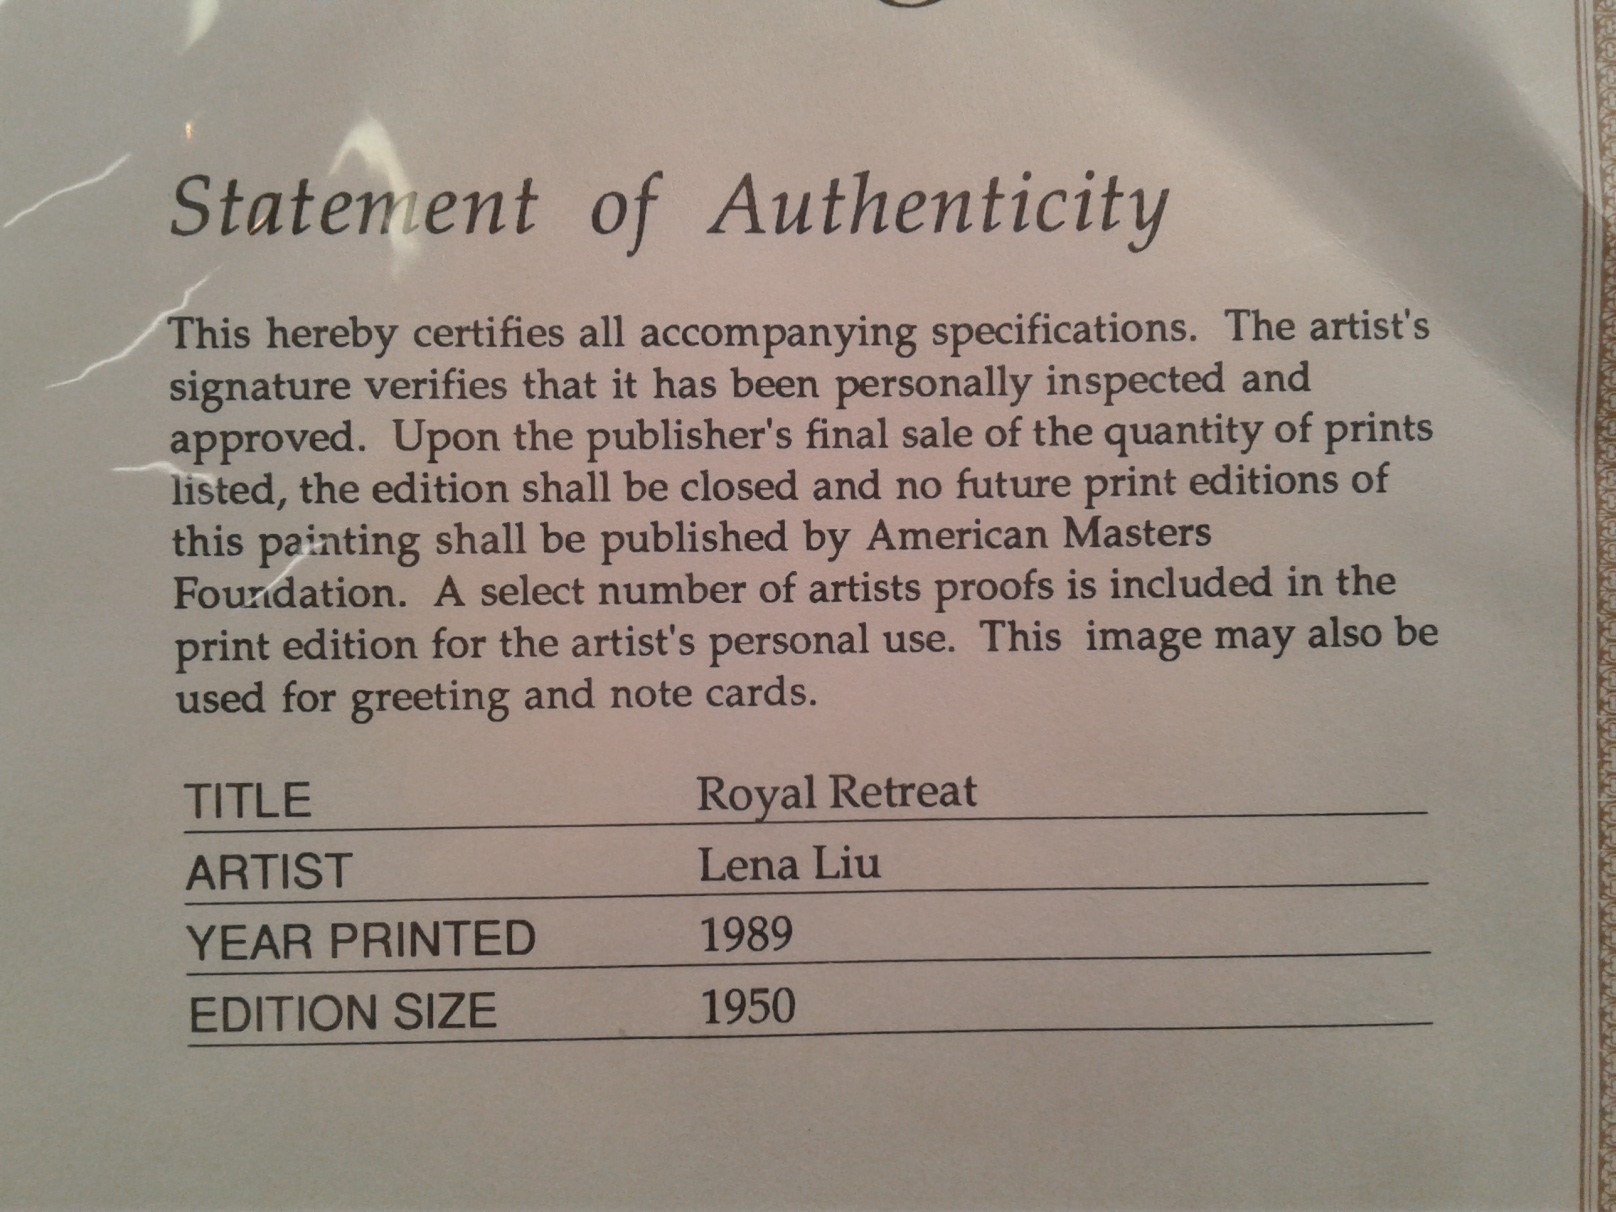 Statement of Authenticity
This hereby certifies all accompanying specifications. The artist's
signature verifies that it has been personally inspected and
approved. Upon the publisher's final sale of the quantity of prints
listed, the edition shall be closed and no future print editions of
this painting shall be published by American Masters
Foundation. A select number of artists proofs is included in the
print edition for the artist's personal use. This image may also be
used for greeting and note cards.
TITLE Royal Retreat
ARTIST Lena Liu
YEAR PRINTED 1989
EDITION SIZE 1950